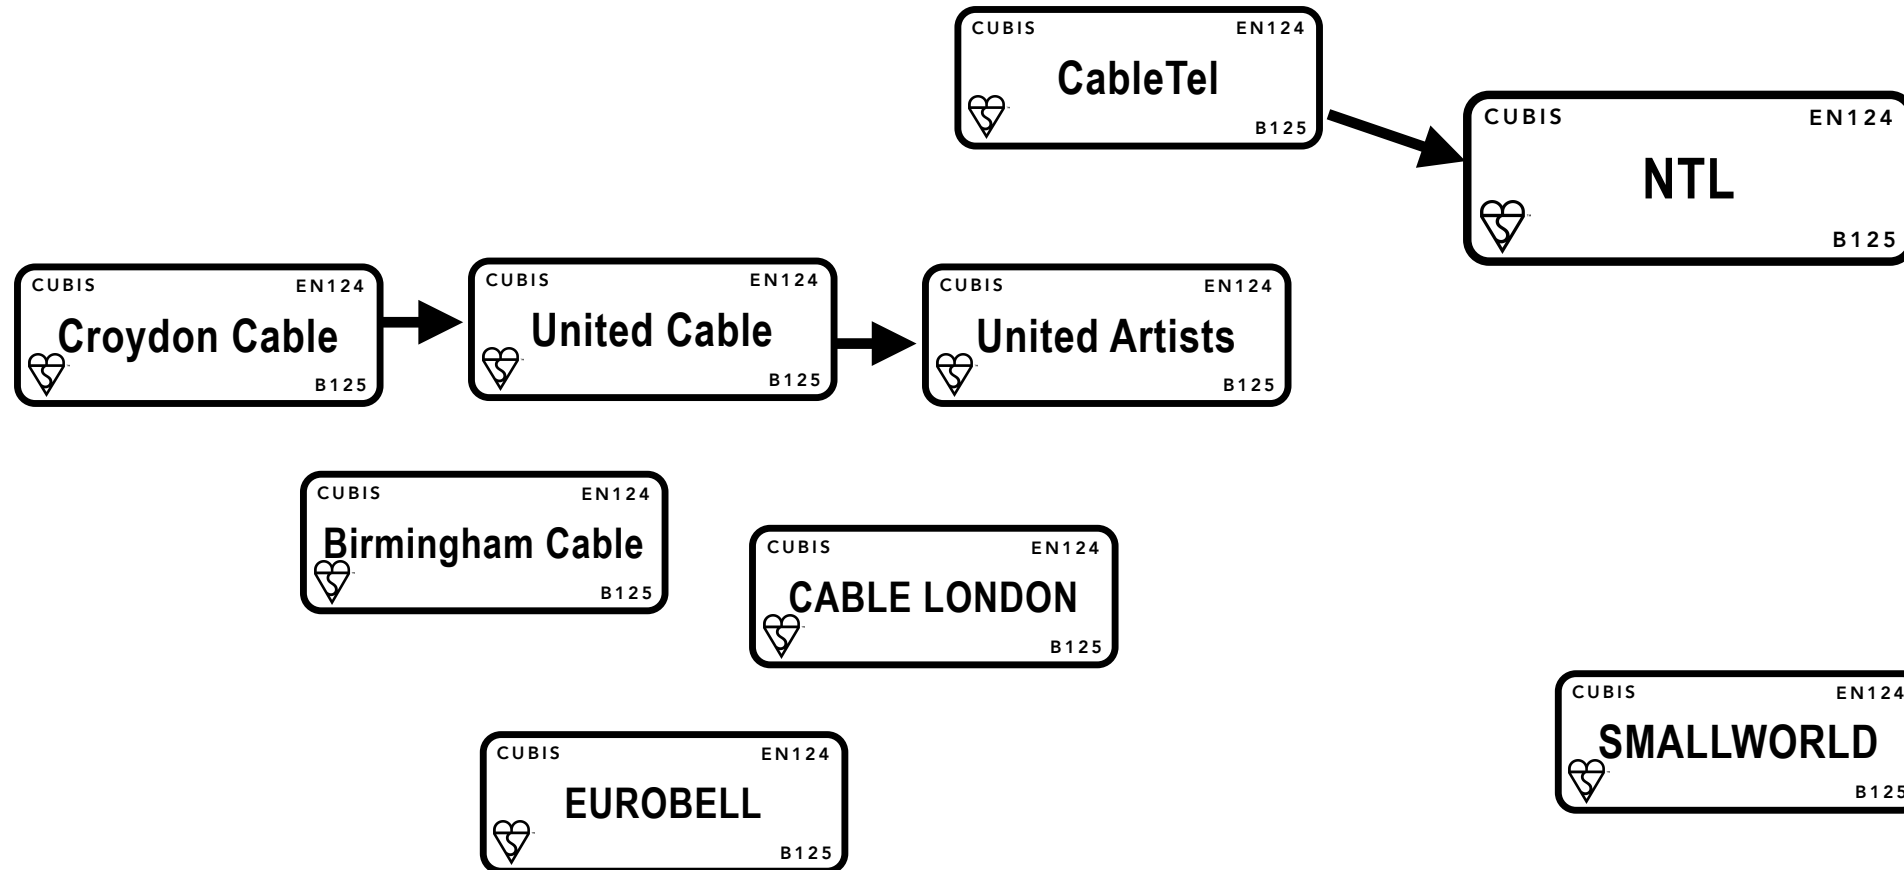 CUBIS EN124
CableTel
B125
CUBIS EN124
NTL
B125
CUBIS EN124
Croydon Cable
B125
CUBIS EN124
United Cable
B125
CUBIS EN124
United Artists
B125
CUBIS EN124
Birmingham Cable
B125
CUBIS EN124
CABLE LONDON
B125
CUBIS EN124
SMALLWORLD
B125
CUBIS EN124
EUROBELL
B125